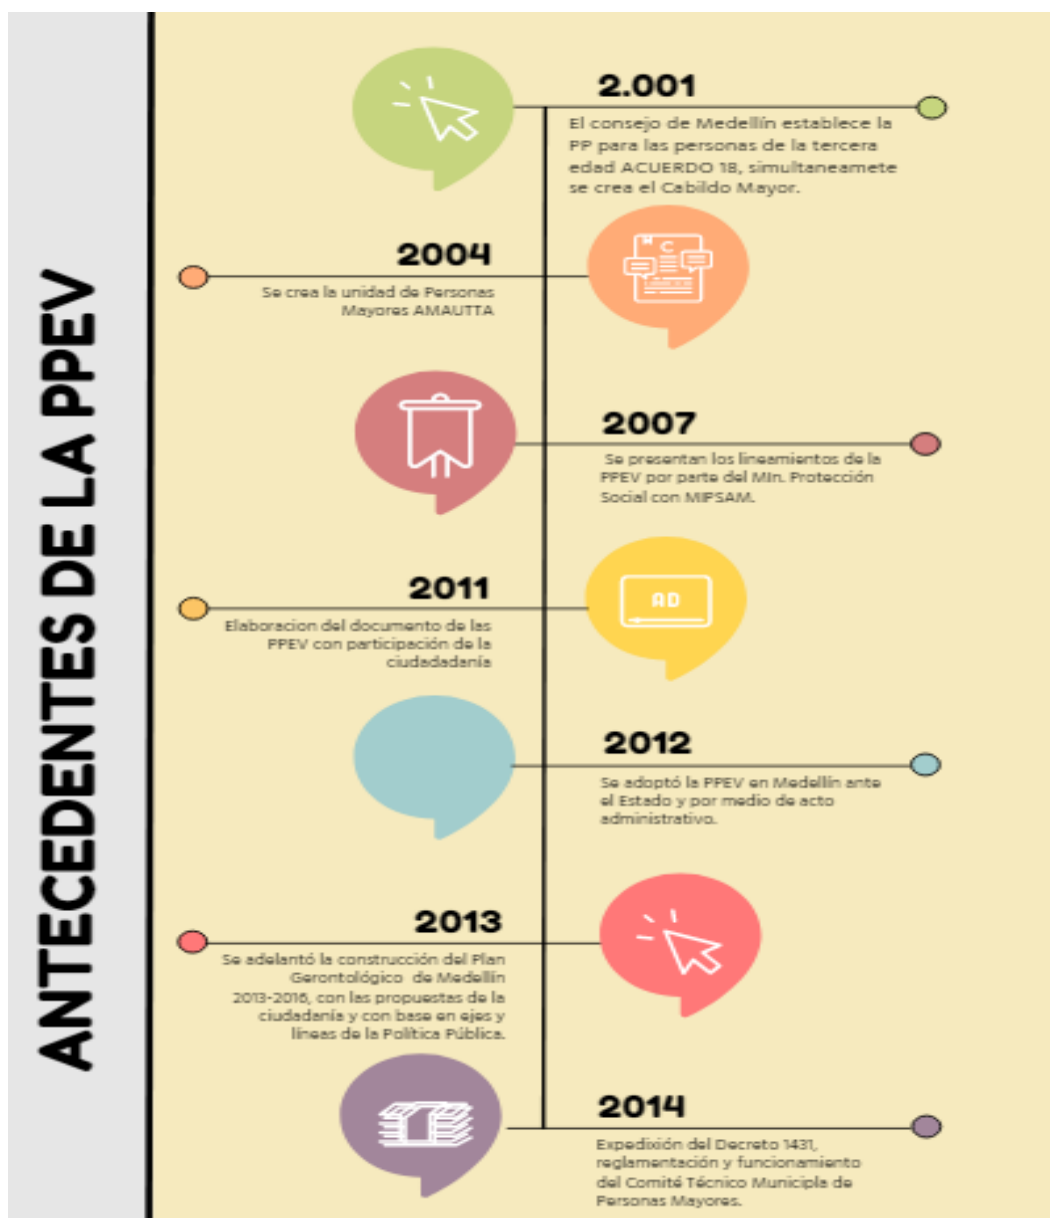 ANTECEDENTES DE LA PPEV
2.001
El consejo de Medellín establece la
PP para las personas de la tercera
edad ACUERDO 18, simultaneamete
se crea el Cabildo Mayor.
C
2004
Se crea la unidad de Personas
Mayores AMAUTTA
2007
Se presentan los lineamientos de la
PPEV por parte del MIn. Protección
Social con MIPSAM.
AD
2011
Elaboracion del documento de las
PPEV con participación de la
ciudadadanía
2012
Se adoptó la PPEV en Medellín ante
el Estado y por medio de acto
administrativo.
2013
Se adelantó la construcción del Plan
Gerontológico de Medellín
2013-2016, con las propuestas de la
ciudadanía y con base en ejes y
líneas de la Política Pública.
2014
Expedixión del Decreto 1431,
reglamentación y funcionamiento
del Comité Técnico Municipla de
Personas Mayores.